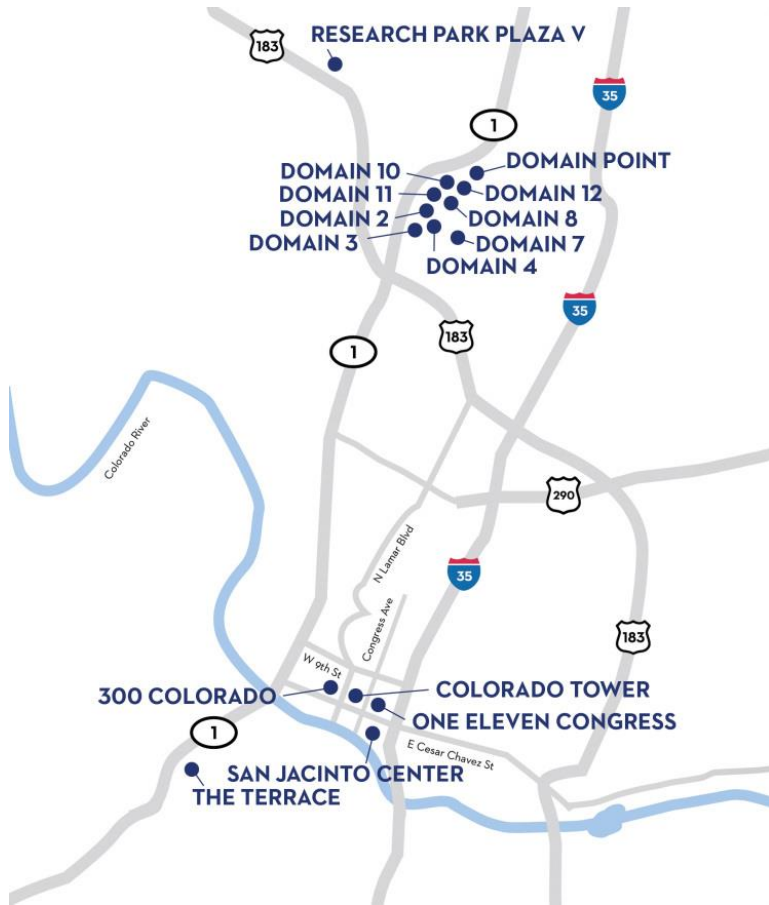 RESEARCH PARK PLAZA V
183
35
1
DOMAIN POINT
DOMAIN 10
DOMAIN 12
DOMAIN 11
DOMAIN 8
DOMAIN 2
DOMAIN 7
DOMAIN 3
DOMAIN 4
35
183
1
Colorado River
290
N Lamar Blvd
35
Congress Ave
183
W 9th St
300 COLORADO
COLORADO TOWER
ONE ELEVEN CONGRESS
1
E Cesar Chavez St
SAN JACINTO CENTER
THE TERRACE